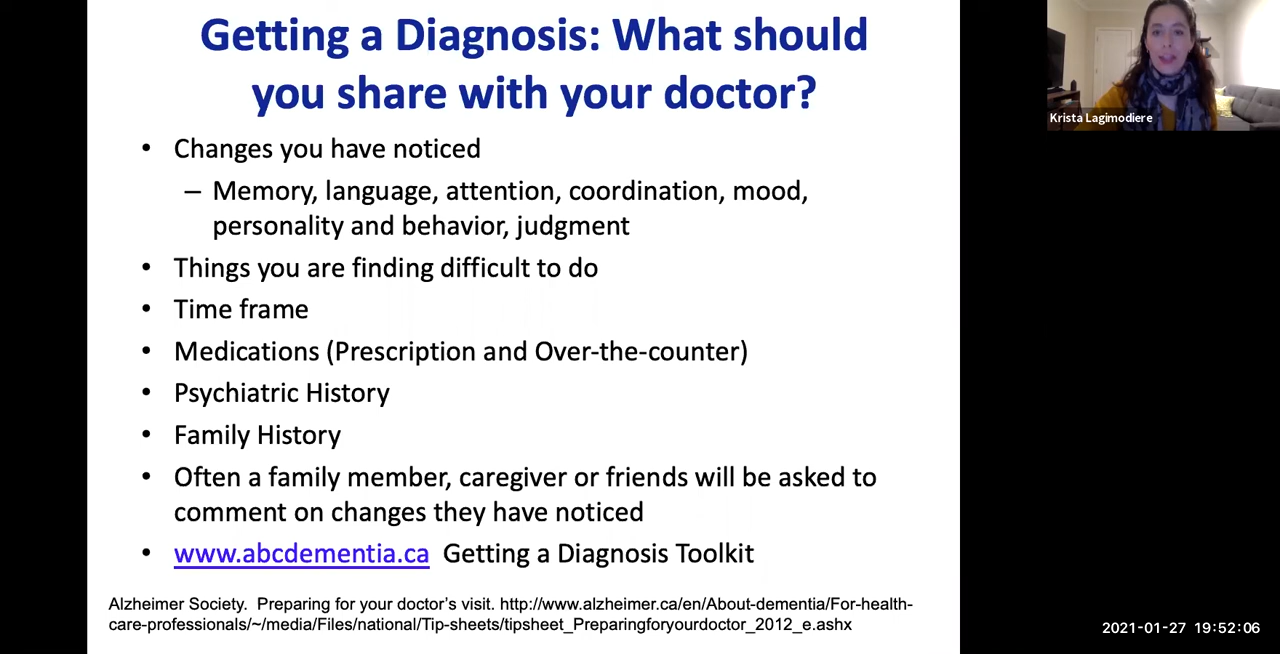 Getting a Diagnosis: What should
you share with your doctor?
• Changes you have noticed
– Memory, language, attention, coordination, mood,
personality and behavior, judgment
• Things you are finding difficult to do
• Time frame
• Medications (Prescription and Over-the-counter)
• Psychiatric History
• Family History
• Often a family member, caregiver or friends will be asked to
comment on changes they have noticed
• www.abcdementia.ca Getting a Diagnosis Toolkit
Alzheimer Society. Preparing for your doctor's visit. http://www.alzheimer.ca/en/About-dementia/For-health-
care-professionals/~/media/Files/national/Tip-sheets/tipsheet_Preparingforyourdoctor_2012_e.ashx
Krista Lagimodiere
2021-01-27 19:52:06